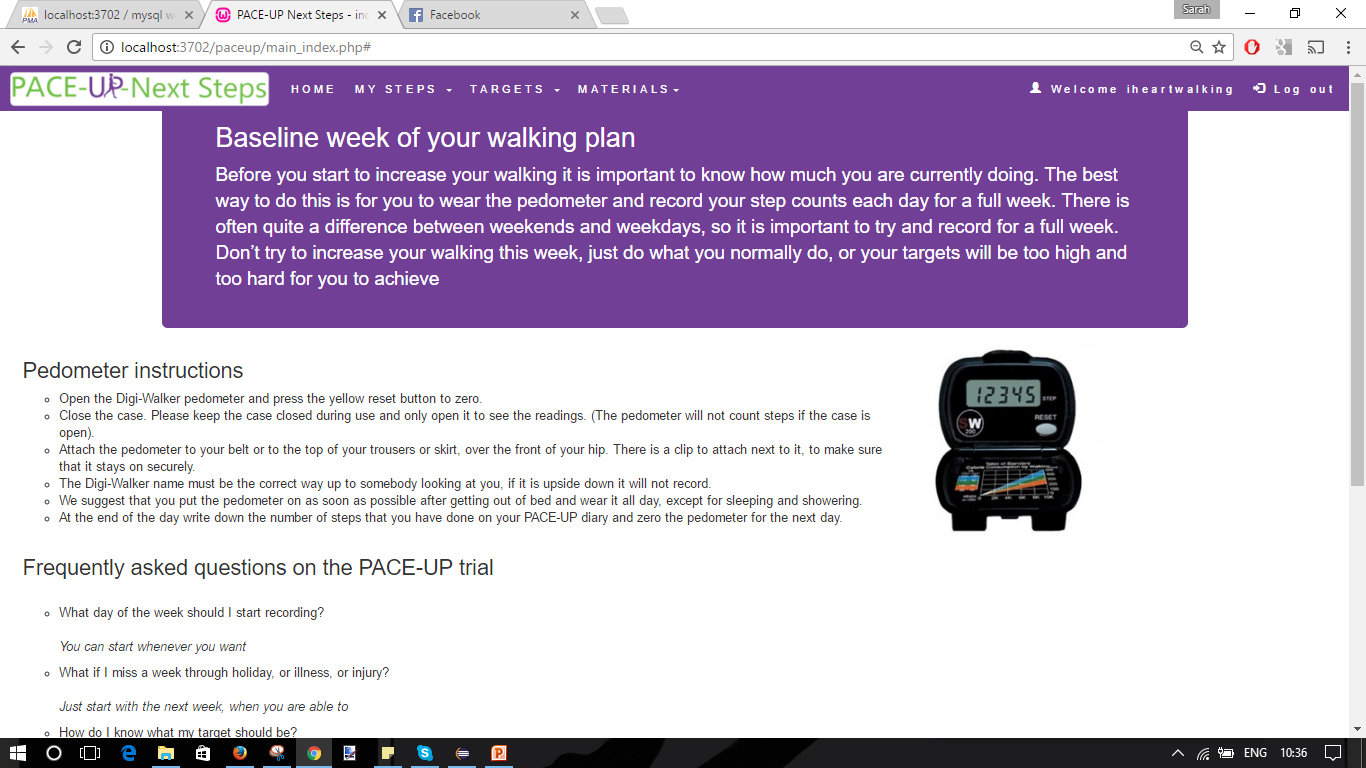 localhost:3702 / mysql w
PACE-UP Next Steps - inc
Facebook
Sarah
localhost:3702/paceup/main_index.php#
PACE-UP-Next Steps
HOME
MY STEPS
TARGETS
MATERIALS
Welcome iheartwalking
Log out
Baseline week of your walking plan
Before you start to increase your walking it is important to know how much you are currently doing. The best
way to do this is for you to wear the pedometer and record your step counts each day for a full week. There is
often quite a difference between weekends and weekdays, so it is important to try and record for a full week.
Don’t try to increase your walking this week, just do what you normally do, or your targets will be too high and
too hard for you to achieve
Pedometer instructions
Open the Digi-Walker pedometer and press the yellow reset button to zero.
Close the case. Please keep the case closed during use and only open it to see the readings. (The pedometer will not count steps if the case is
open).
Attach the pedometer to your belt or to the top of your trousers or skirt, over the front of your hip. There is a clip to attach next to it, to make sure
that it stays on securely.
The Digi-Walker name must be the correct way up to somebody looking at you, if it is upside down it will not record.
We suggest that you put the pedometer on as soon as possible after getting out of bed and wear it all day, except for sleeping and showering.
At the end of the day write down the number of steps that you have done on your PACE-UP diary and zero the pedometer for the next day.
12345
STEP
RESET
SW
200
Frequently asked questions on the PACE-UP trial
What day of the week should I start recording?
You can start whenever you want
What if I miss a week through holiday, or illness, or injury?
Just start with the next week, when you are able to
How do I know what my target should be?
ENG
10:36